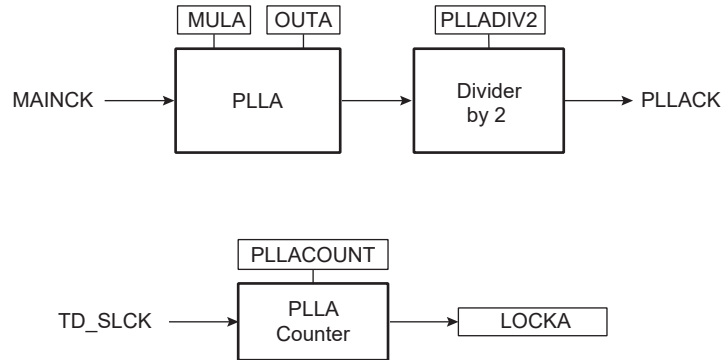 MULA OUTA PLLADIV2
MAINCK PLLA Divider by 2 PLLACK
PLLACOUNT
TD_SLCK PLLA Counter LOCKA